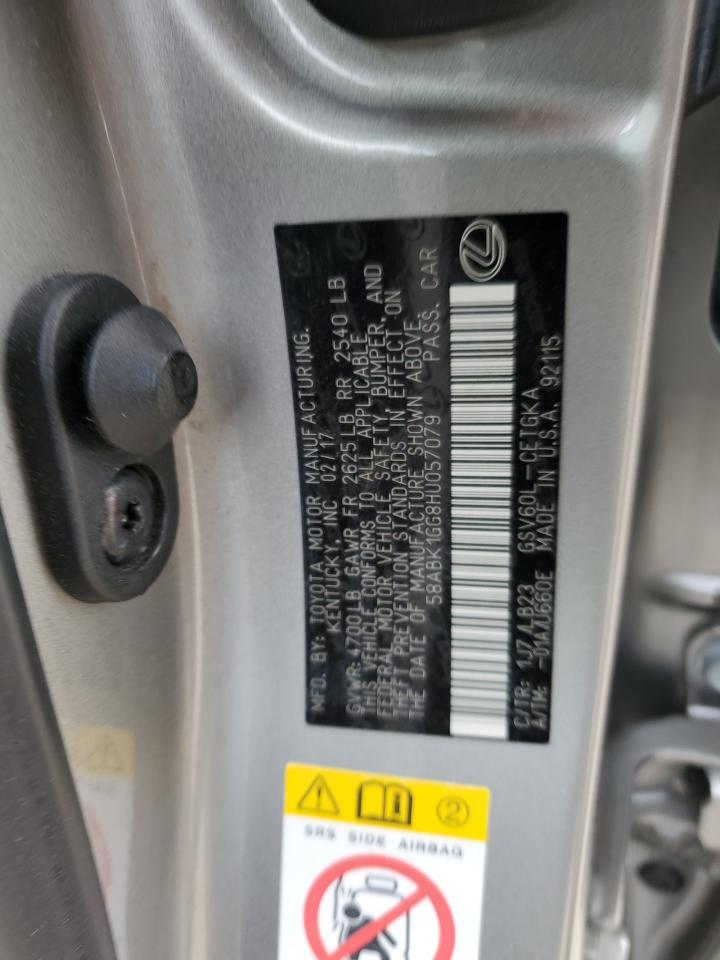 MFD. BY: TOYOTA MOTOR MANUFACTURING,
KENTUCKY, INC. 02/17
GVWR: 4700LB GAWR FR 2625LB RR 2540 LB
THIS VEHICLE CONFORMS TO ALL APPLICABLE
FEDERAL MOTOR VEHICLE SAFETY, BUMPER, AND
THEFT PREVENTION STANDARDS IN EFFECT ON
THE DATE OF MANUFACTURE SHOWN ABOVE.
58ABK1GG8HU057079 PASS. CAR
C/TR: 1J7/LB23 GSV60L-CETGKA
A/TM: -01A/U660E MADE IN U.S.A. 92115
2
SRS SIDE AIRBAG